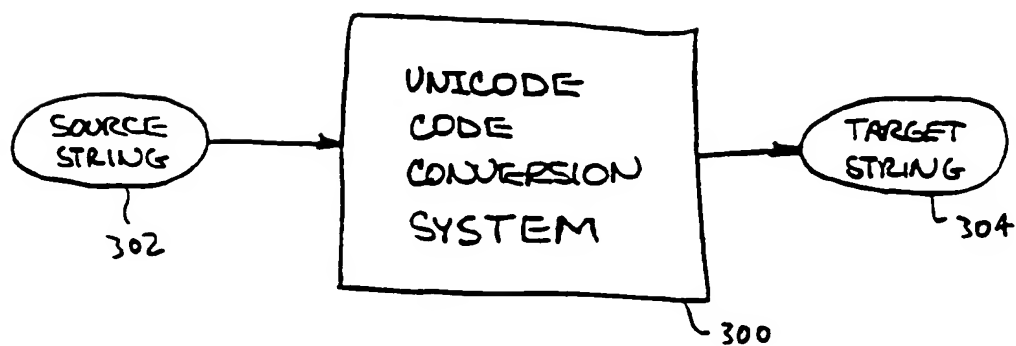 SOURCE
STRING
302
UNICODE
CODE
CONVERSION
SYSTEM
300
TARGET
STRING
304